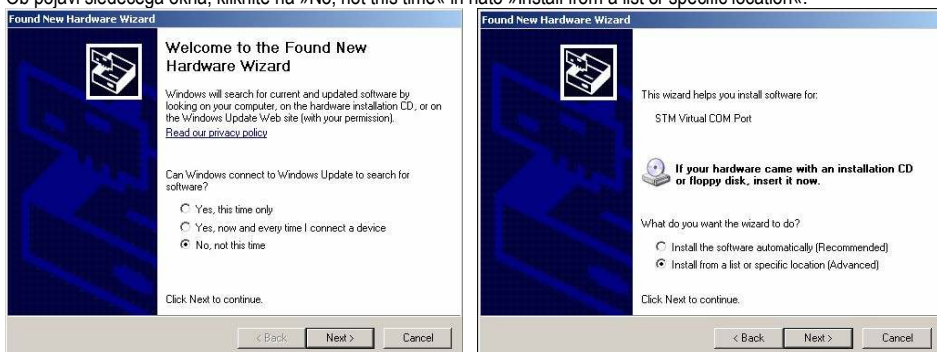 Ob pojavi sledečega okna, kliknite na »No, not this time« in nato »Install from a list or specific location«.
Found New Hardware Wizard
Welcome to the Found New
Hardware Wizard
Windows will search for current and updated software by
looking on your computer, on the hardware installation CD, or on
the Windows Update Web site (with your permission).
Read our privacy policy
Can Windows connect to Windows Update to search for
software?
Yes, this time only
Yes, now and every time I connect a device
No, not this time
Click Next to continue.
< Back
Next >
Cancel
Found New Hardware Wizard
This wizard helps you install software for:
STM Virtual COM Port
If your hardware came with an installation CD
or floppy disk, insert it now.
What do you want the wizard to do?
Install the software automatically (Recommended)
Install from a list or specific location (Advanced)
Click Next to continue.
< Back
Next >
Cancel